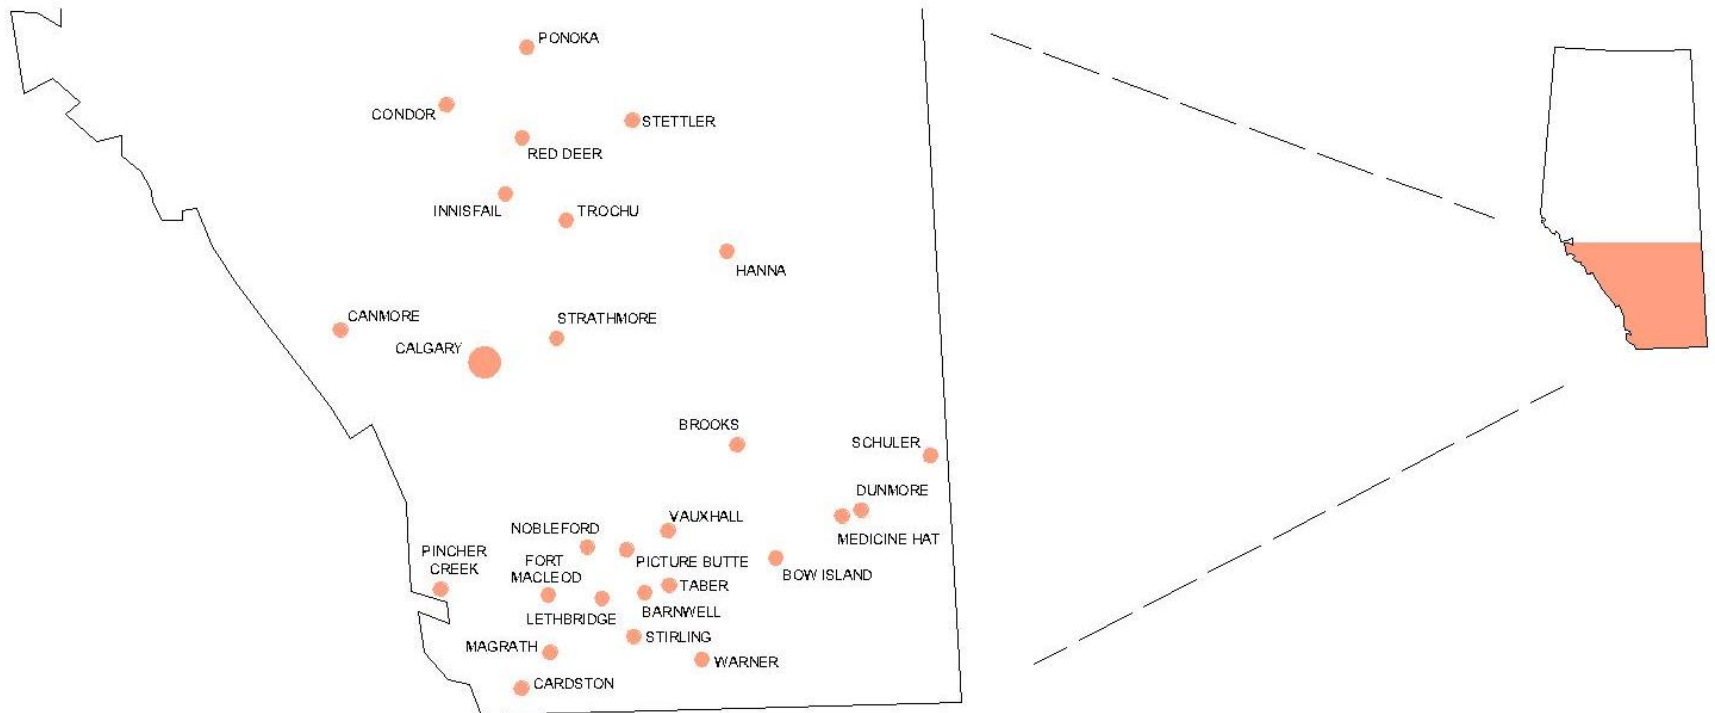 PONOKA
CONDOR
STETTLER
RED DEER
INNISFAIL
TROCHU
HANNA
CANMORE
STRATHMORE
CALGARY
BROOKS
SCHULER
DUNMORE
VAUXHALL
NOBLEFORD
MEDICINE HAT
PINCHER
CREEK
FORT
MACLEOD
PICTURE BUTTE
BOW ISLAND
TABER
BARNWELL
LETHBRIDGE
STIRLING
MAGRATH
WARNER
CARDSTON